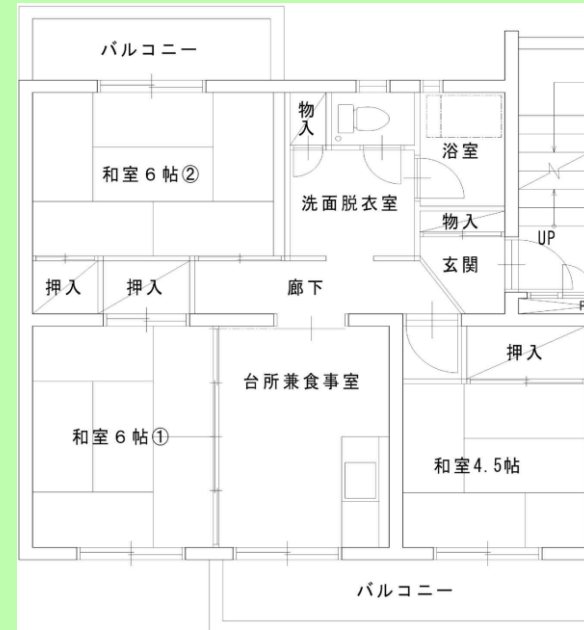 バルコニー
物入
浴室
和室6帖②
洗面脱衣室
物入
UP
玄関
押入
押入
廊下
押入
台所兼食事室
和室6帖①
和室4.5帖
バルコニー